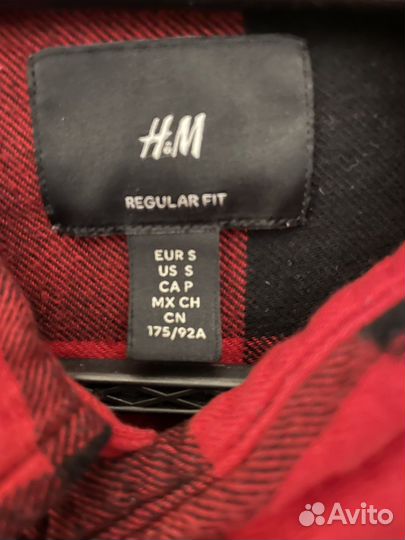 H&M
REGULAR FIT
EUR S
US S
CA P
MX CH
CN
175/92A
Avito